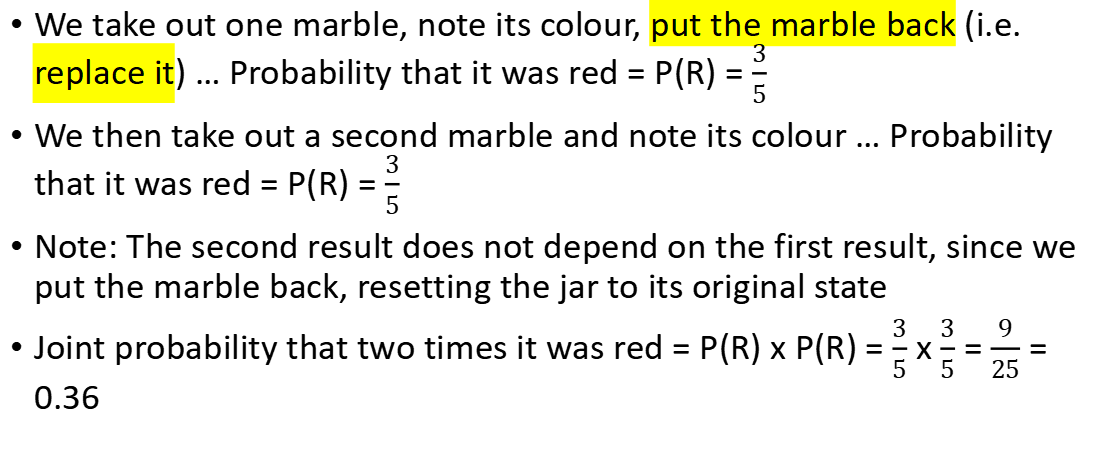 • We take out one marble, note its colour, put the marble back (i.e.
replace it) … Probability that it was red = P(R) = 3/5
• We then take out a second marble and note its colour … Probability
that it was red = P(R) = 3/5
• Note: The second result does not depend on the first result, since we
put the marble back, resetting the jar to its original state
• Joint probability that two times it was red = P(R) x P(R) = 3/5 x 3/5 = 9/25 =
0.36